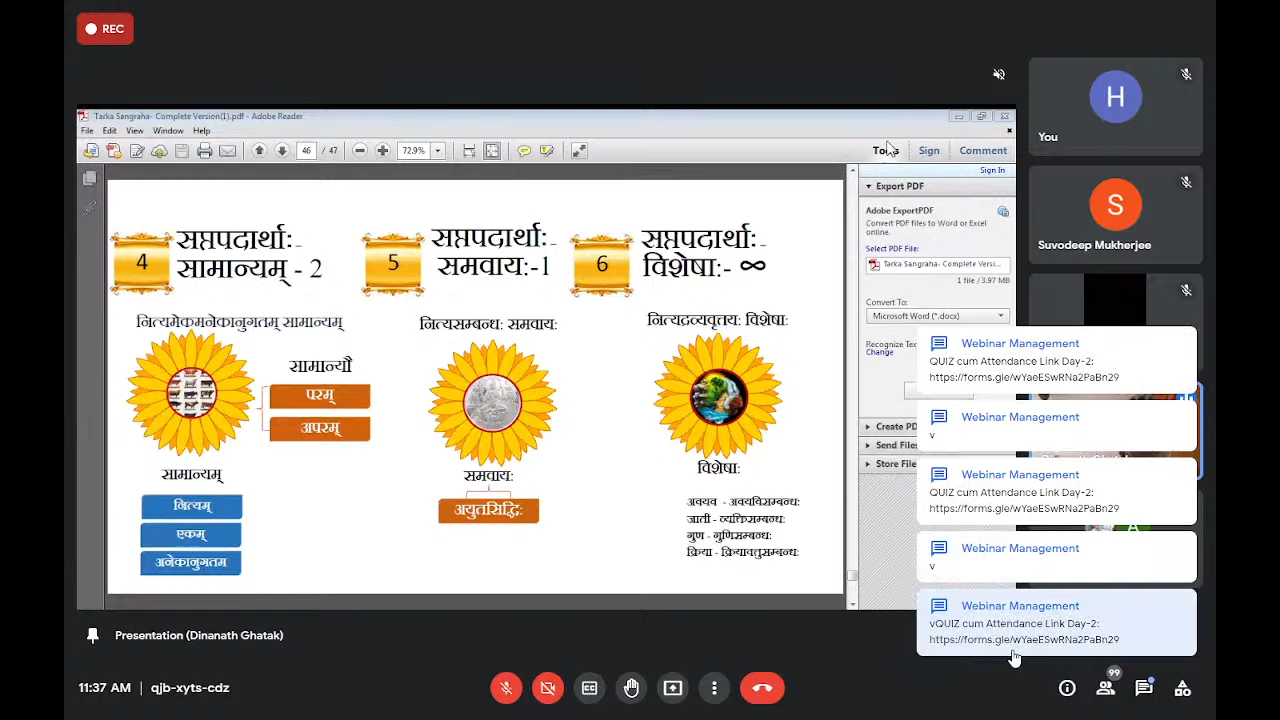 REC
Tarka Sangraha- Complete Version(1).pdf - Adobe Reader
File Edit View Window Help
46 / 47
72.9%
Sign Comment
Sign In
Export PDF
Adobe ExportPDF
Convert PDF files to Word or Excel
online.
Select PDF File:
Tarka Sangraha- Complete Versi...
1 file / 3.97 MB
Convert To:
Microsoft Word (*.docx)
Recognize Tex
Change
Create PD
Send Files
Store File
4
सप्तपदार्थाः-
सामान्यम् - 2
नित्यमेकमनेकानुगतम् सामान्यम्
सामान्यौ
परम्
अपरम्
सामान्यम्
नित्यम्
एकम्
अनेकानुगतम
5
सप्तपदार्थाः-
समवायः-1
नित्यसम्बन्धः समवायः
समवायः
अयुतसिद्धिः
6
सप्तपदार्थाः-
विशेषाः- ∞
नित्यद्रव्यवृत्तयः विशेषाः
विशेषाः
अवयव - अवयविसम्बन्धः
जाती - व्यक्तिसम्बन्धः
गुण - गुणिसम्बन्धः
क्रिया - क्रियावत्सम्बन्धः
H
You
S
Suvodeep Mukherjee
Webinar Management
QUIZ cum Attendance Link Day-2:
https://forms.gle/wYaeESwRNa2PaBn29
Webinar Management
v
Webinar Management
QUIZ cum Attendance Link Day-2:
https://forms.gle/wYaeESwRNa2PaBn29
Webinar Management
v
Webinar Management
vQUIZ cum Attendance Link Day-2:
https://forms.gle/wYaeESwRNa2PaBn29
Presentation (Dinanath Ghatak)
11:37 AM qjb-xyts-cdz
99